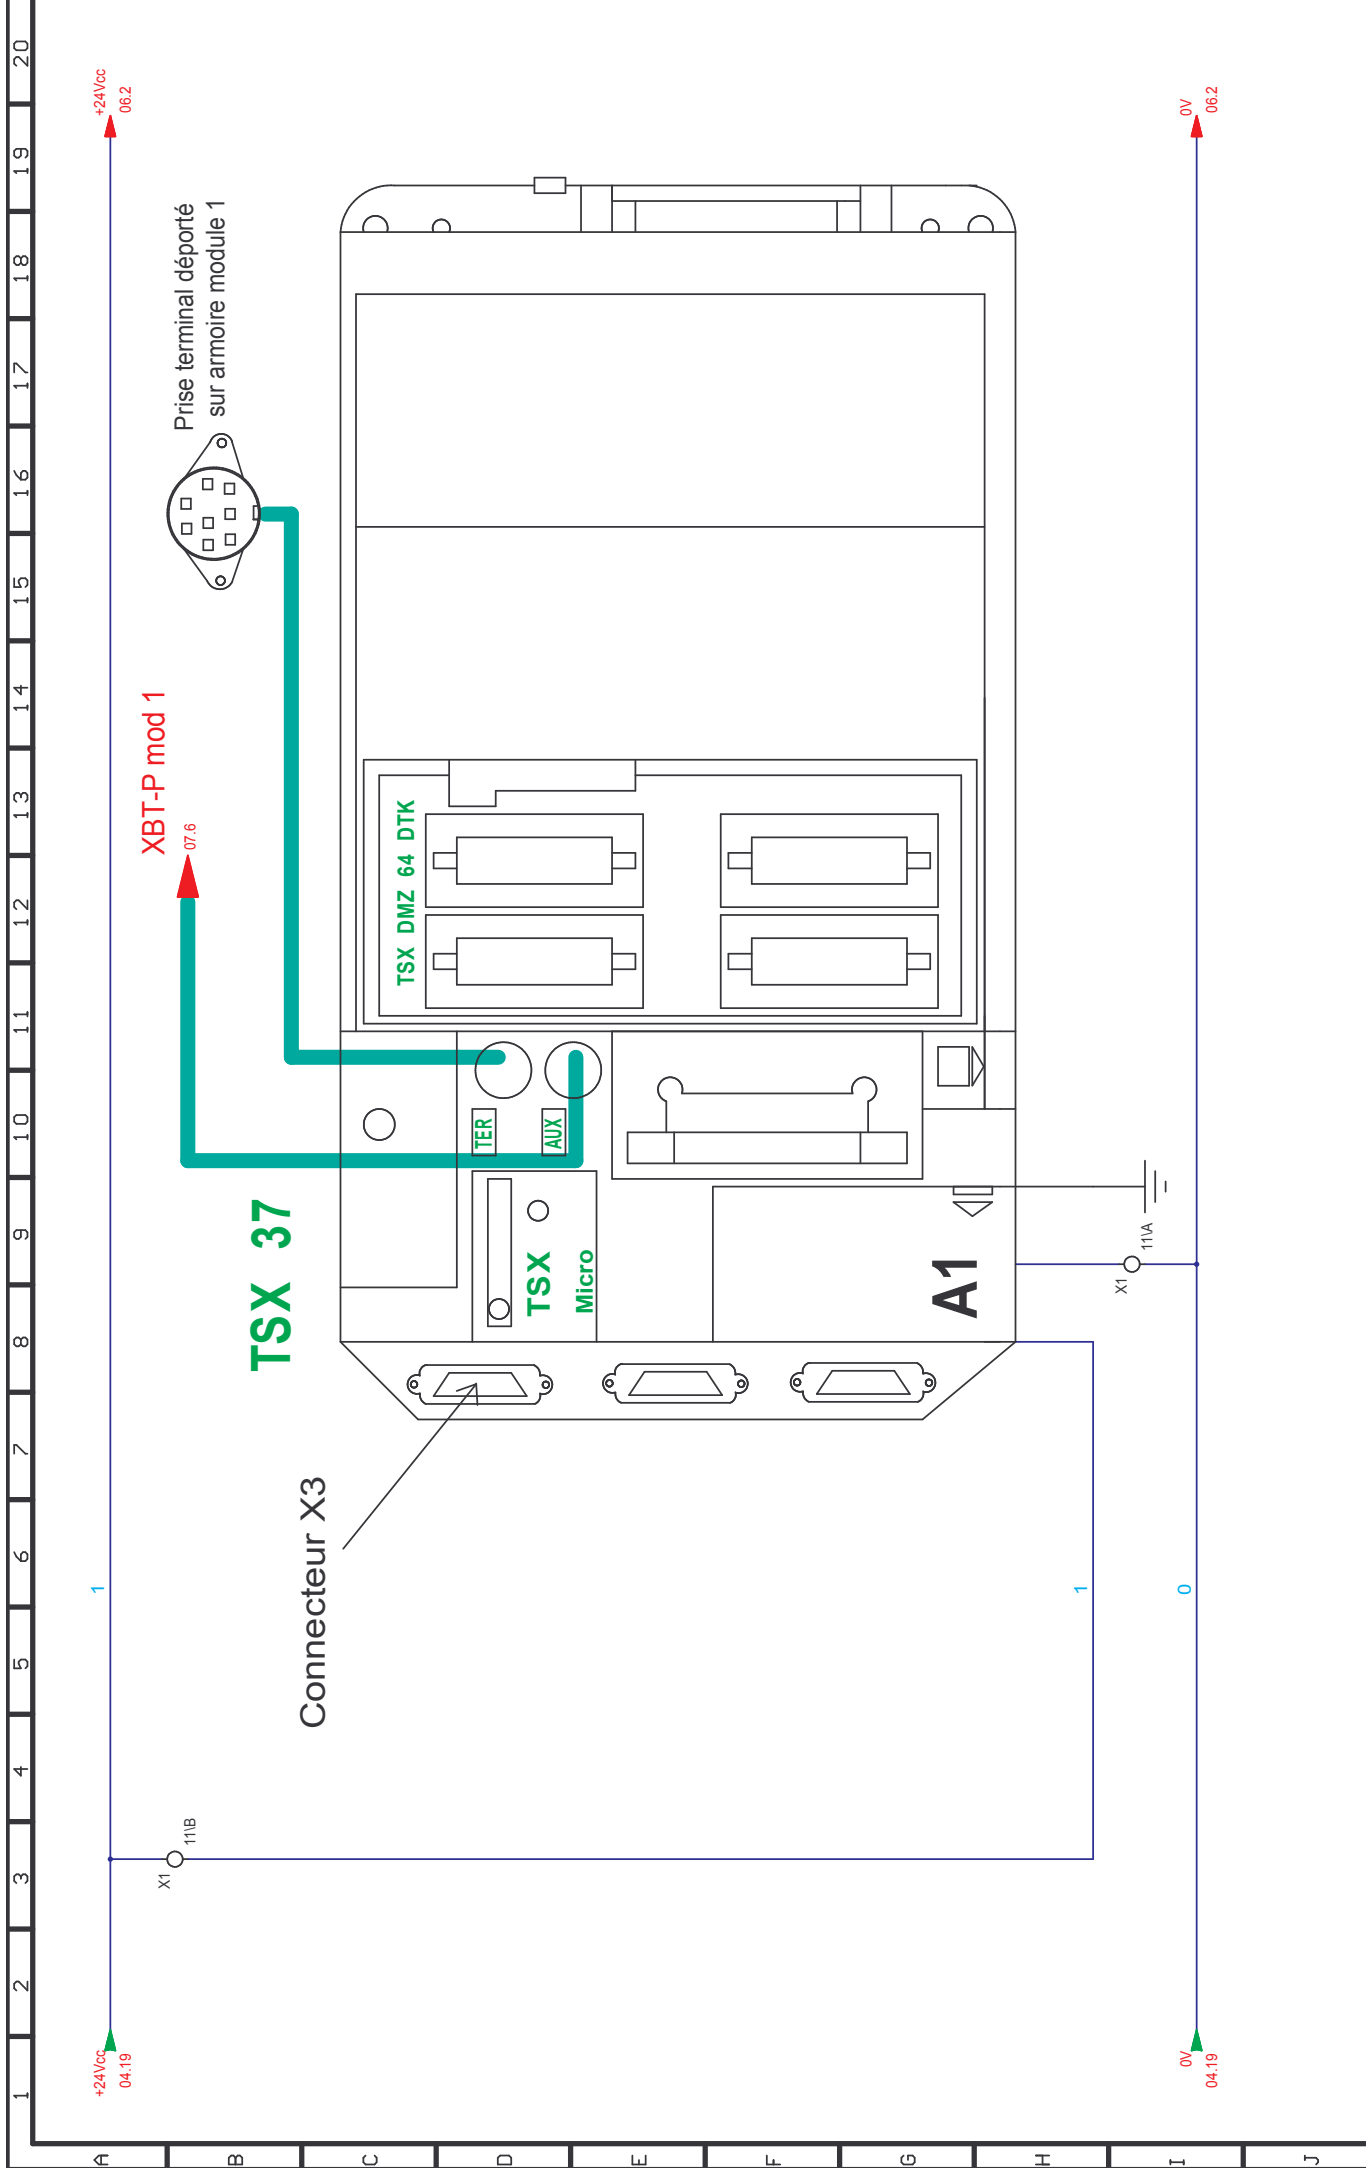 +24Vcc
04.19
1
+24Vcc
06.2
X1
11\B
XBT-P mod 1
07.6
Prise terminal déporté
sur armoire module 1
TSX 37
Connecteur X3
TSX DMZ 64 DTK
TER
AUX
TSX
Micro
A1
1
X1
11\A
0
0V
04.19
0V
06.2
1
2
3
4
5
6
7
8
9
10
11
12
13
14
15
16
17
18
19
20
A
B
C
D
E
F
G
H
I
J